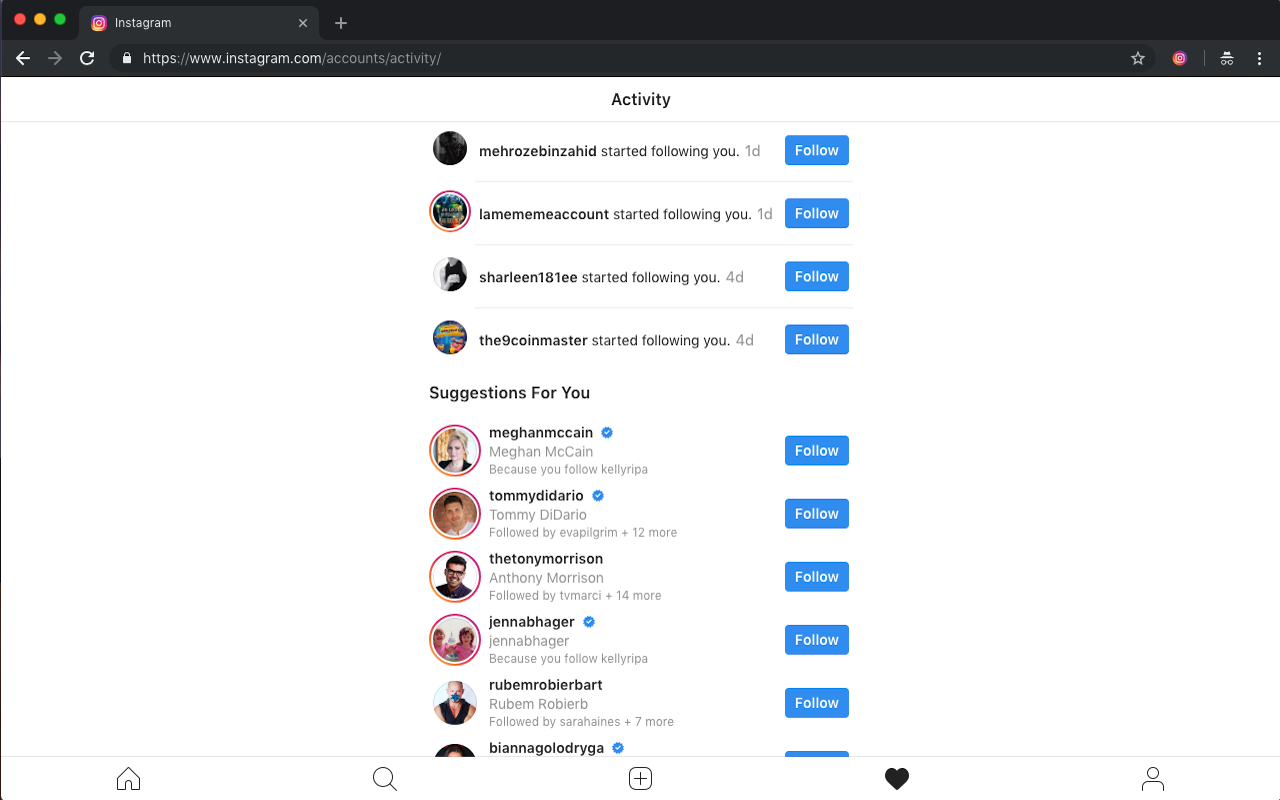 Instagram
https://www.instagram.com/accounts/activity/
Activity
mehrozebinzahid started following you. 1d
Follow
lamememeaccount started following you. 1d
Follow
sharleen181ee started following you. 4d
Follow
the9coinmaster started following you. 4d
Follow
Suggestions For You
meghanmccain
Meghan McCain
Because you follow kellyripa
Follow
tommydidario
Tommy DiDario
Followed by evapilgrim + 12 more
Follow
thetonymorrison
Anthony Morrison
Followed by tvmarci + 14 more
Follow
jennabhager
jennabhager
Because you follow kellyripa
Follow
rubemrobierbart
Rubem Robierb
Followed by sarahaines + 7 more
Follow
biannagolodryga